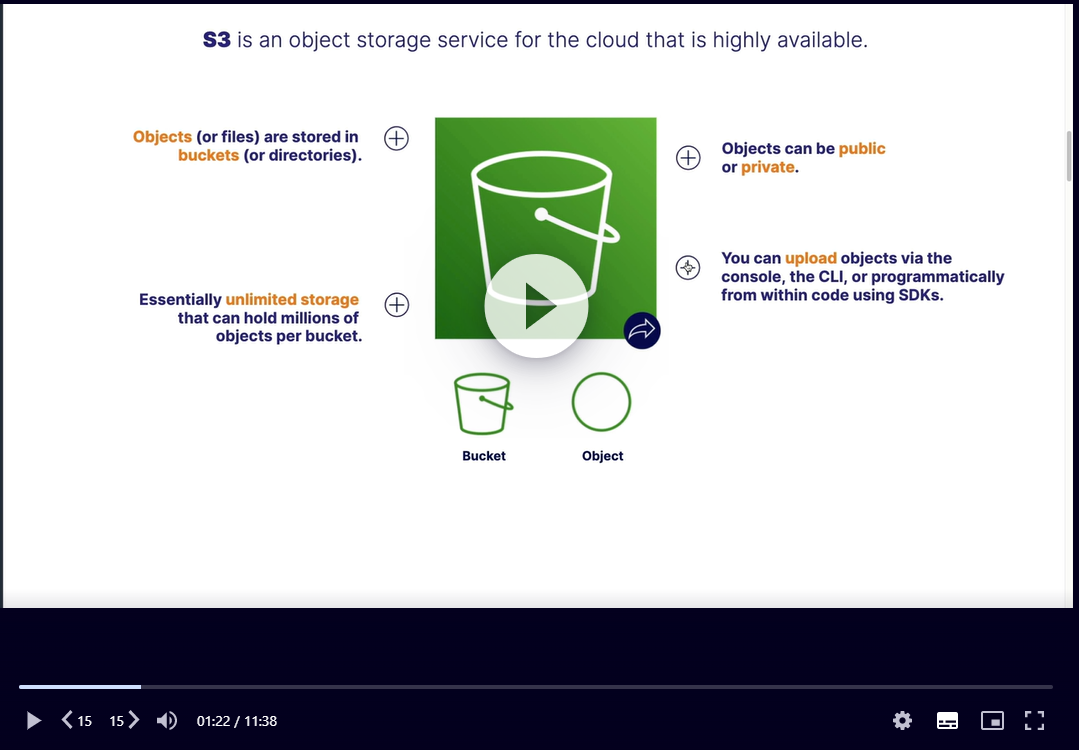 S3 is an object storage service for the cloud that is highly available.
Objects (or files) are stored in
buckets (or directories).
Essentially unlimited storage
that can hold millions of
objects per bucket.
Objects can be public
or private.
You can upload objects via the
console, the CLI, or programmatically
from within code using SDKs.
Bucket
Object
15
15
01:22 / 11:38